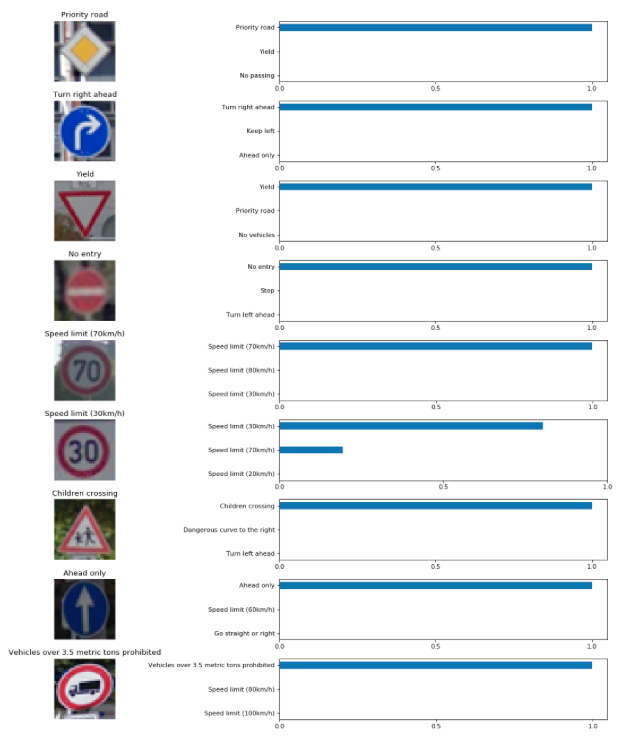 Priority road
Priority road
Yield
No passing
0.0 0.5 1.0
Turn right ahead
Turn right ahead
Keep left
Ahead only
0.0 0.5 1.0
Yield
Yield
Priority road
No vehicles
0.0 0.5 1.0
No entry
No entry
Stop
Turn left ahead
0.0 0.5 1.0
Speed limit (70km/h)
70
Speed limit (70km/h)
Speed limit (80km/h)
Speed limit (30km/h)
0.0 0.5 1.0
Speed limit (30km/h)
30
Speed limit (30km/h)
Speed limit (70km/h)
Speed limit (20km/h)
0.0 0.5 1.0
Children crossing
Children crossing
Dangerous curve to the right
Turn left ahead
0.0 0.5 1.0
Ahead only
Ahead only
Speed limit (60km/h)
Go straight or right
0.0 0.5 1.0
Vehicles over 3.5 metric tons prohibited
Vehicles over 3.5 metric tons prohibited
Speed limit (80km/h)
Speed limit (100km/h)
0.0 0.5 1.0